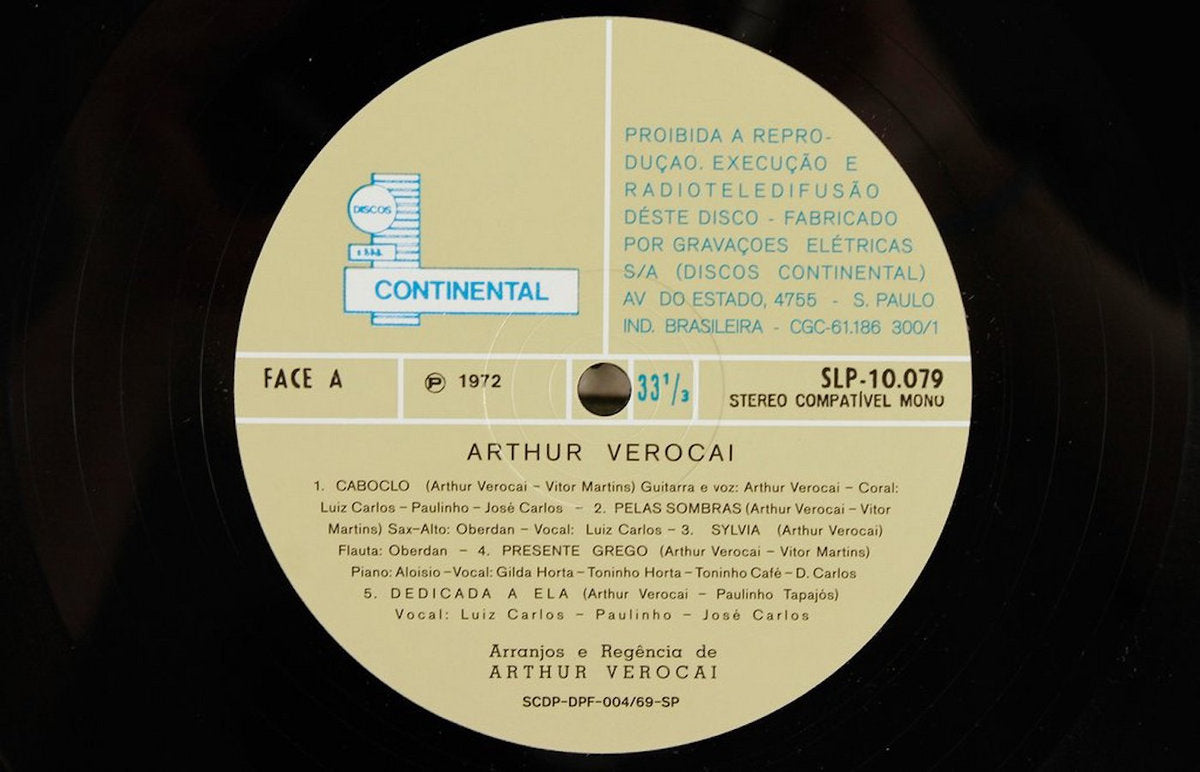 PROIBIDA A REPRO-
DUÇAO. EXECUÇÃO E
RADIOTELEDIFUSÃO
DÉSTE DISCO - FABRICADO
POR GRAVAÇOES ELÉTRICAS
S/A (DISCOS CONTINENTAL)
AV DO ESTADO, 4755 - S. PAULO
IND. BRASILEIRA - CGC-61.186 300/1
DISCOS
CONTINENTAL
FACE A
Ⓟ 1972
33 1/3
SLP-10.079
STEREO COMPATÍVEL MONO
ARTHUR VEROCAI
1. CABOCLO (Arthur Verocai – Vitor Martins) Guitarra e voz: Arthur Verocai – Coral:
Luiz Carlos – Paulinho – José Carlos – 2. PELAS SOMBRAS (Arthur Verocai – Vitor
Martins) Sax-Alto: Oberdan – Vocal: Luiz Carlos – 3. SYLVIA (Arthur Verocai)
Flauta: Oberdan – 4. PRESENTE GREGO (Arthur Verocai – Vitor Martins)
Piano: Aloisio – Vocal: Gilda Horta – Toninho Horta – Toninho Café – D. Carlos
5. DEDICADA A ELA (Arthur Verocai – Paulinho Tapajós)
Vocal: Luiz Carlos – Paulinho – José Carlos
Arranjos e Regência de
ARTHUR VEROCAI
SCDP-DPF-004/69-SP